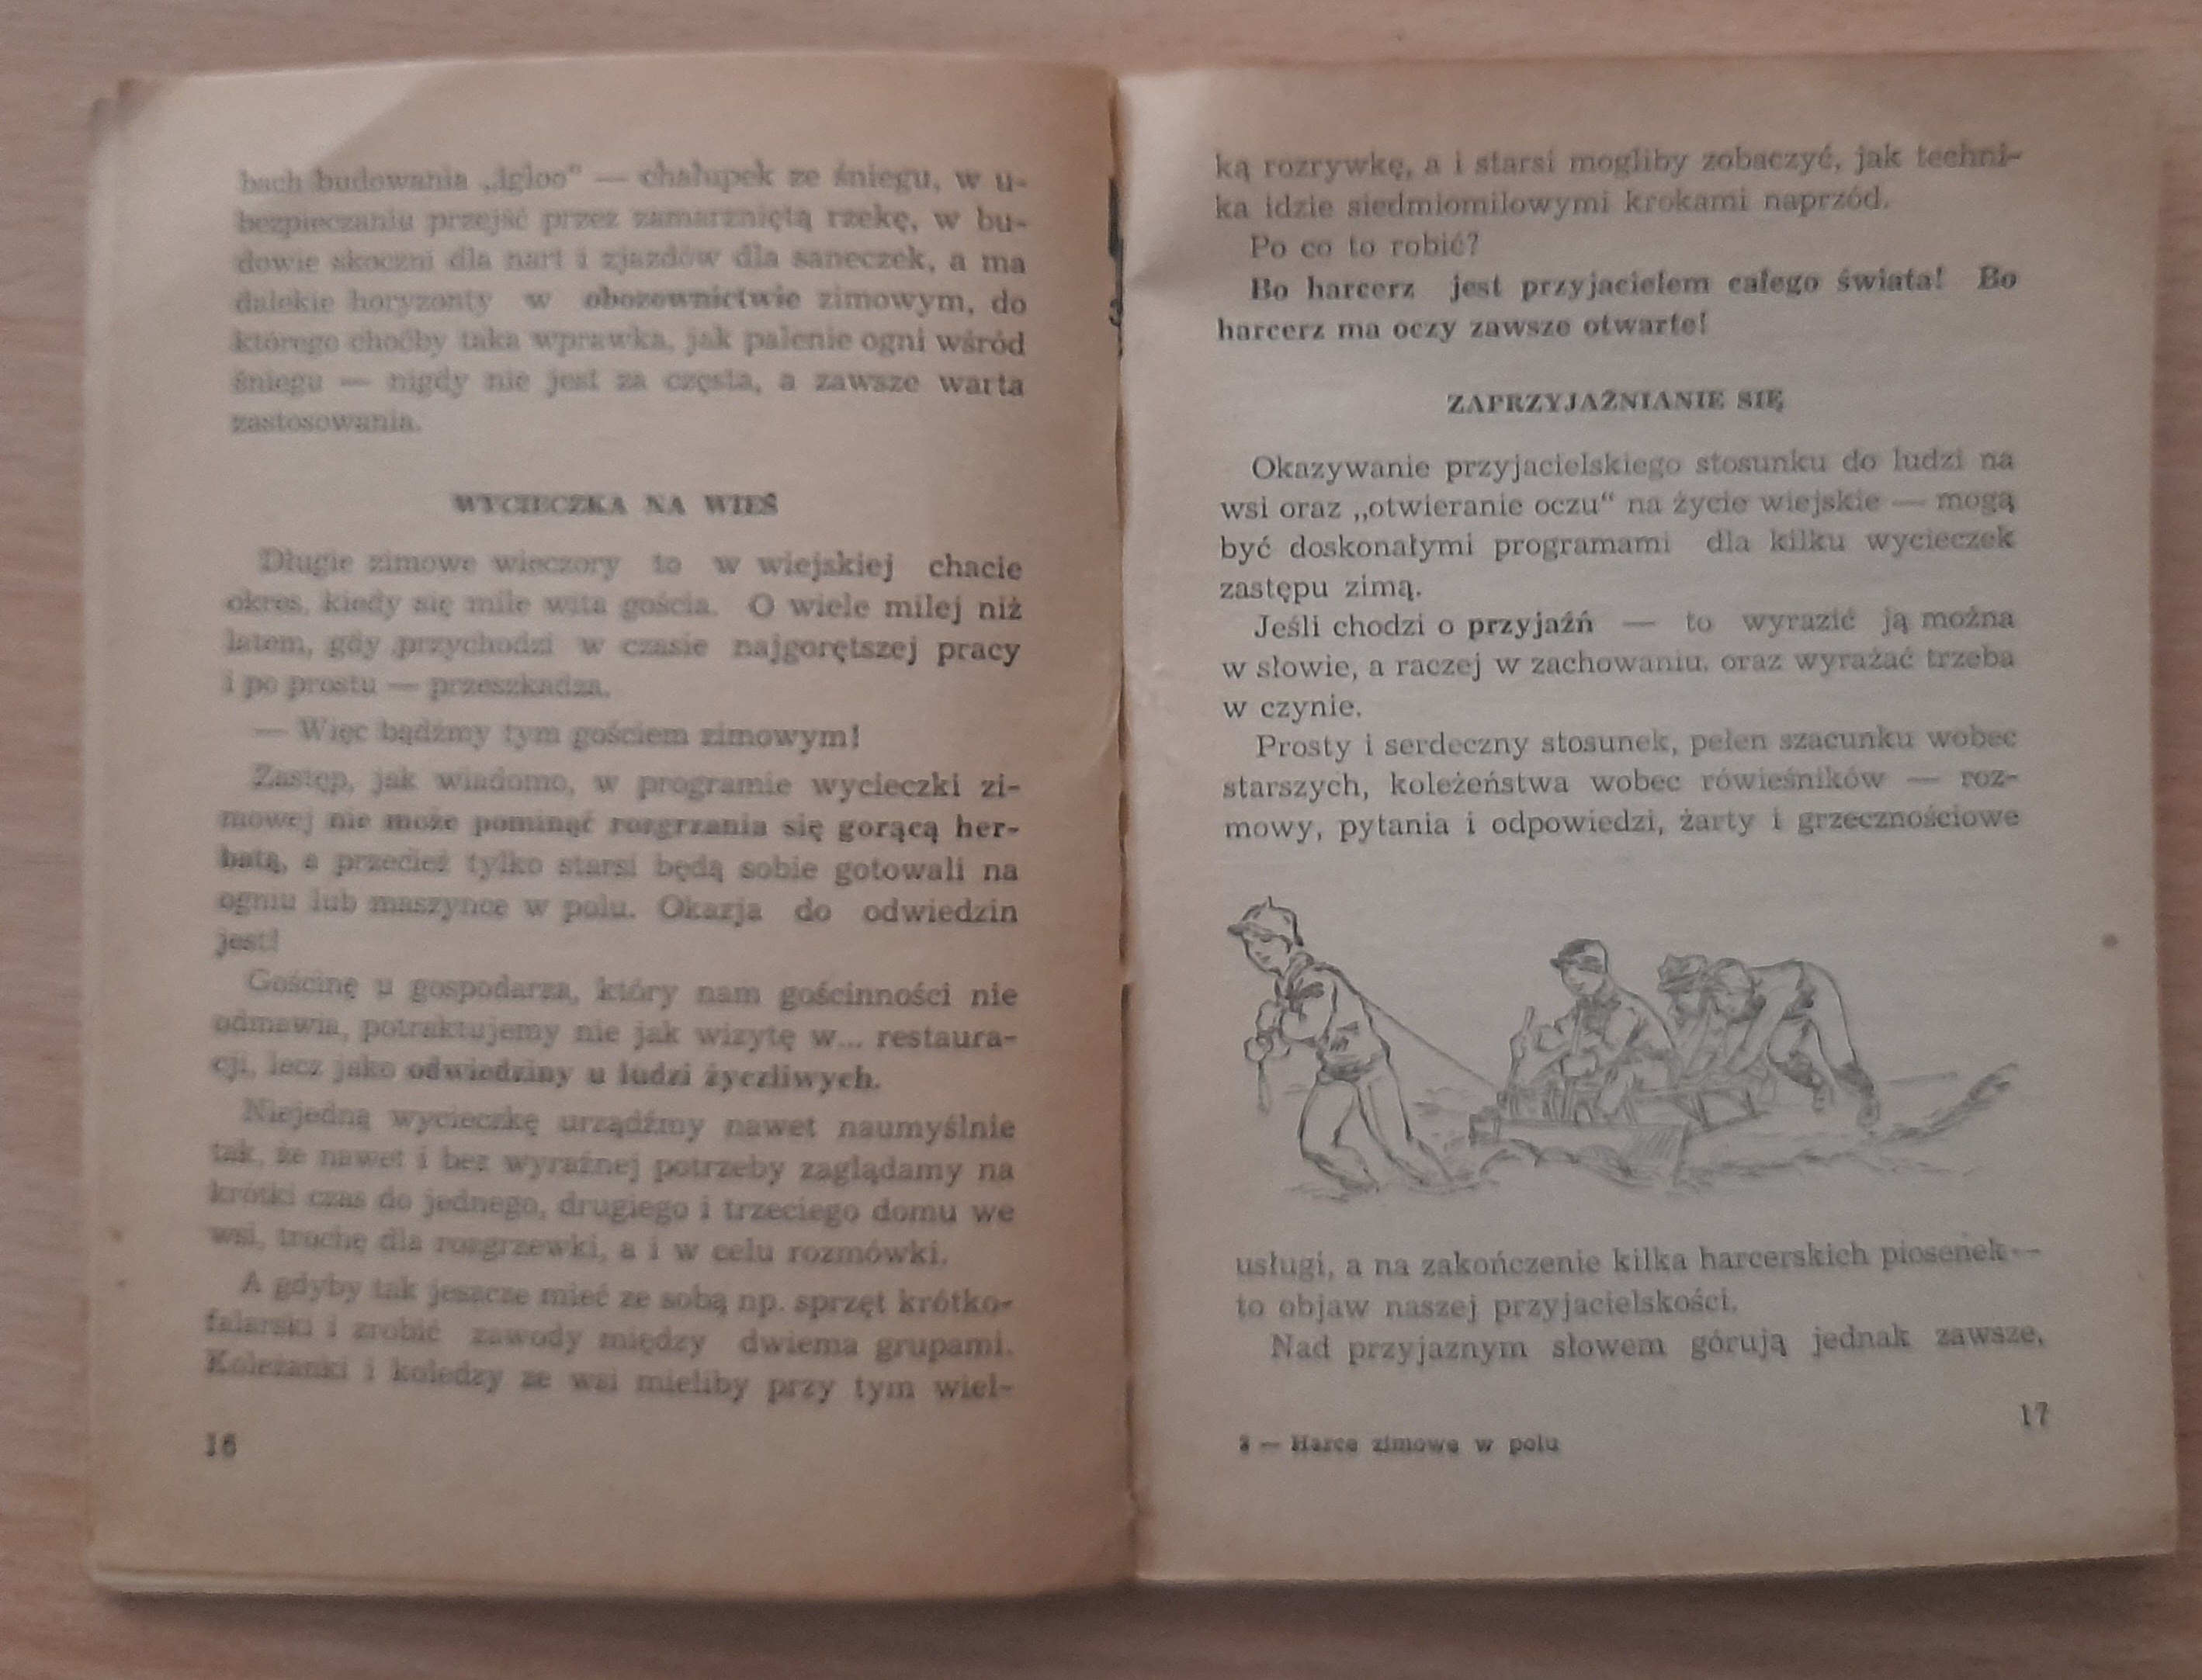 bach budowania „igloo" — chałupek ze śniegu, w u-
bezpieczaniu przejść przez zamarzniętą rzekę, w bu-
dowie skoczni dla nart i zjazdów dla saneczek, a ma
dalekie horyzonty w obozownictwie zimowym, do
którego choćby taka wprawka, jak palenie ogni wśród
śniegu — nigdy nie jest za częsta, a zawsze warta
zastosowania.
WYCIECZKA NA WIEŚ
Długie zimowe wieczory to w wiejskiej chacie
okres, kiedy się mile wita gościa. O wiele milej niż
latem, gdy przychodzi w czasie najgorętszej pracy
i po prostu — przeszkadza.
— Więc bądźmy tym gościem zimowym!
Zastęp, jak wiadomo, w programie wycieczki zi-
mowej nie może pominąć rozgrzania się gorącą her-
batą, a przecież tylko starsi będą sobie gotowali na
ogniu lub maszynce w polu. Okazja do odwiedzin
jest!
Gościnę u gospodarza, który nam gościnności nie
odmawia, potraktujemy nie jak wizytę w... restaura-
cji, lecz jako odwiedziny u ludzi życzliwych.
Niejedną wycieczkę urządźmy nawet naumyślnie
tak, że nawet i bez wyraźnej potrzeby zaglądamy na
krótki czas do jednego, drugiego i trzeciego domu we
wsi, trochę dla rozgrzewki, a i w celu rozmówki.
A gdyby tak jeszcze mieć ze sobą np. sprzęt krótko-
falarski i zrobić zawody między dwiema grupami.
Koleżanki i koledzy ze wsi mieliby przy tym wiel-
16
ką rozrywkę, a i starsi mogliby zobaczyć, jak techni-
ka idzie siedmiomilowymi krokami naprzód.
Po co to robić?
Bo harcerz jest przyjacielem całego świata! Bo
harcerz ma oczy zawsze otwarte!
ZAPRZYJAŹNIANIE SIĘ
Okazywanie przyjacielskiego stosunku do ludzi na
wsi oraz „otwieranie oczu“ na życie wiejskie — mogą
być doskonałymi programami dla kilku wycieczek
zastępu zimą.
Jeśli chodzi o przyjaźń — to wyrazić ją można
w słowie, a raczej w zachowaniu, oraz wyrażać trzeba
w czynie.
Prosty i serdeczny stosunek, pełen szacunku wobec
starszych, koleżeństwa wobec rówieśników — roz-
mowy, pytania i odpowiedzi, żarty i grzecznościowe
usługi, a na zakończenie kilka harcerskich piosenek —
to objaw naszej przyjacielskości.
Nad przyjaznym słowem górują jednak zawsze,
17
2 — Harce zimowe w polu